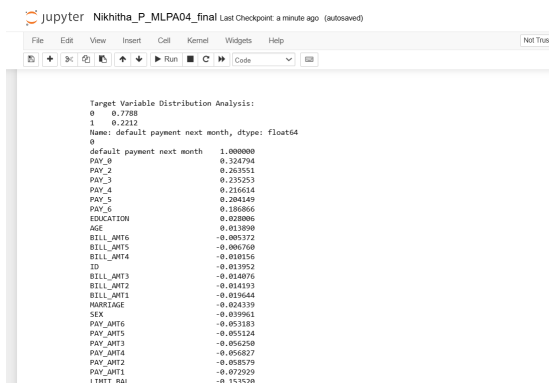 jupyter Nikhitha_P_MLPA04_final Last Checkpoint: a minute ago (autosaved)
File Edit View Insert Cell Kernel Widgets Help Not Trus
Run Code
Target Variable Distribution Analysis:
0 0.7788
1 0.2212
Name: default payment next month, dtype: float64
0
default payment next month 1.000000
PAY_0 0.324794
PAY_2 0.263551
PAY_3 0.235253
PAY_4 0.216614
PAY_5 0.204149
PAY_6 0.186866
EDUCATION 0.028006
AGE 0.013890
BILL_AMT6 -0.005372
BILL_AMT5 -0.006760
BILL_AMT4 -0.010156
ID -0.013952
BILL_AMT3 -0.014076
BILL_AMT2 -0.014193
BILL_AMT1 -0.019644
MARRIAGE -0.024339
SEX -0.039961
PAY_AMT6 -0.053183
PAY_AMT5 -0.055124
PAY_AMT3 -0.056250
PAY_AMT4 -0.056827
PAY_AMT2 -0.058579
PAY_AMT1 -0.072929
LIMIT_BAL -0.153520